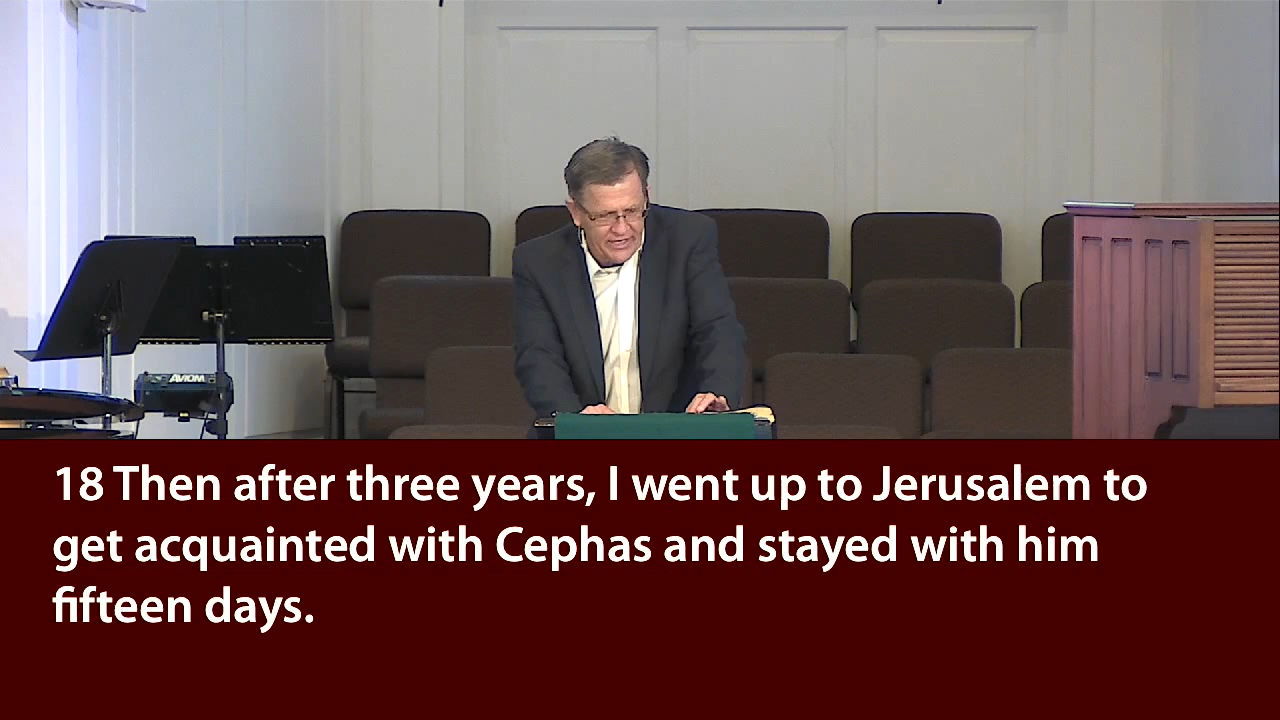 AVIOM
18 Then after three years, I went up to Jerusalem to
get acquainted with Cephas and stayed with him
fifteen days.